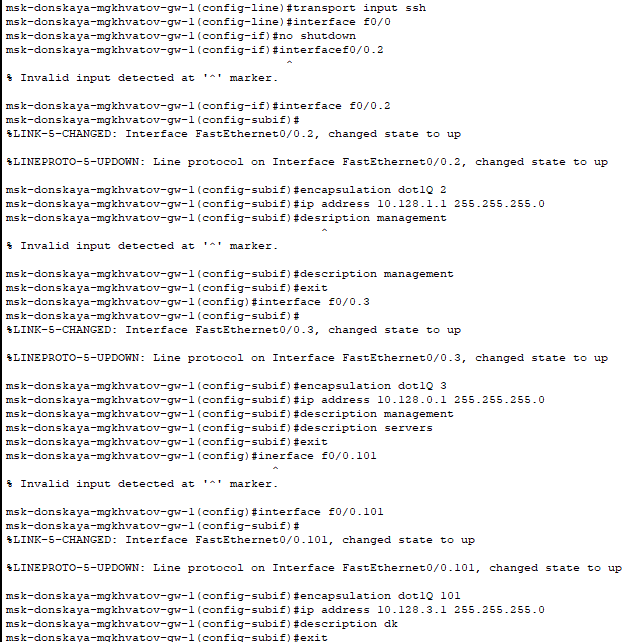 msk-donskaya-mgkhvatov-gw-1(config-line)#transport input ssh
msk-donskaya-mgkhvatov-gw-1(config-line)#interface f0/0
msk-donskaya-mgkhvatov-gw-1(config-if)#no shutdown
msk-donskaya-mgkhvatov-gw-1(config-if)#interfacef0/0.2
^
% Invalid input detected at '^' marker.
msk-donskaya-mgkhvatov-gw-1(config-if)#interface f0/0.2
msk-donskaya-mgkhvatov-gw-1(config-subif)#
%LINK-5-CHANGED: Interface FastEthernet0/0.2, changed state to up
%LINEPROTO-5-UPDOWN: Line protocol on Interface FastEthernet0/0.2, changed state to up
msk-donskaya-mgkhvatov-gw-1(config-subif)#encapsulation dot1Q 2
msk-donskaya-mgkhvatov-gw-1(config-subif)#ip address 10.128.1.1 255.255.255.0
msk-donskaya-mgkhvatov-gw-1(config-subif)#desription management
^
% Invalid input detected at '^' marker.
msk-donskaya-mgkhvatov-gw-1(config-subif)#description management
msk-donskaya-mgkhvatov-gw-1(config-subif)#exit
msk-donskaya-mgkhvatov-gw-1(config)#interface f0/0.3
msk-donskaya-mgkhvatov-gw-1(config-subif)#
%LINK-5-CHANGED: Interface FastEthernet0/0.3, changed state to up
%LINEPROTO-5-UPDOWN: Line protocol on Interface FastEthernet0/0.3, changed state to up
msk-donskaya-mgkhvatov-gw-1(config-subif)#encapsulation dot1Q 3
msk-donskaya-mgkhvatov-gw-1(config-subif)#ip address 10.128.0.1 255.255.255.0
msk-donskaya-mgkhvatov-gw-1(config-subif)#description management
msk-donskaya-mgkhvatov-gw-1(config-subif)#description servers
msk-donskaya-mgkhvatov-gw-1(config-subif)#exit
msk-donskaya-mgkhvatov-gw-1(config)#inerface f0/0.101
^
% Invalid input detected at '^' marker.
msk-donskaya-mgkhvatov-gw-1(config)#interface f0/0.101
msk-donskaya-mgkhvatov-gw-1(config-subif)#
%LINK-5-CHANGED: Interface FastEthernet0/0.101, changed state to up
%LINEPROTO-5-UPDOWN: Line protocol on Interface FastEthernet0/0.101, changed state to up
msk-donskaya-mgkhvatov-gw-1(config-subif)#encapsulation dot1Q 101
msk-donskaya-mgkhvatov-gw-1(config-subif)#ip address 10.128.3.1 255.255.255.0
msk-donskaya-mgkhvatov-gw-1(config-subif)#description dk
msk-donskaya-mgkhvatov-gw-1(config-subif)#exit